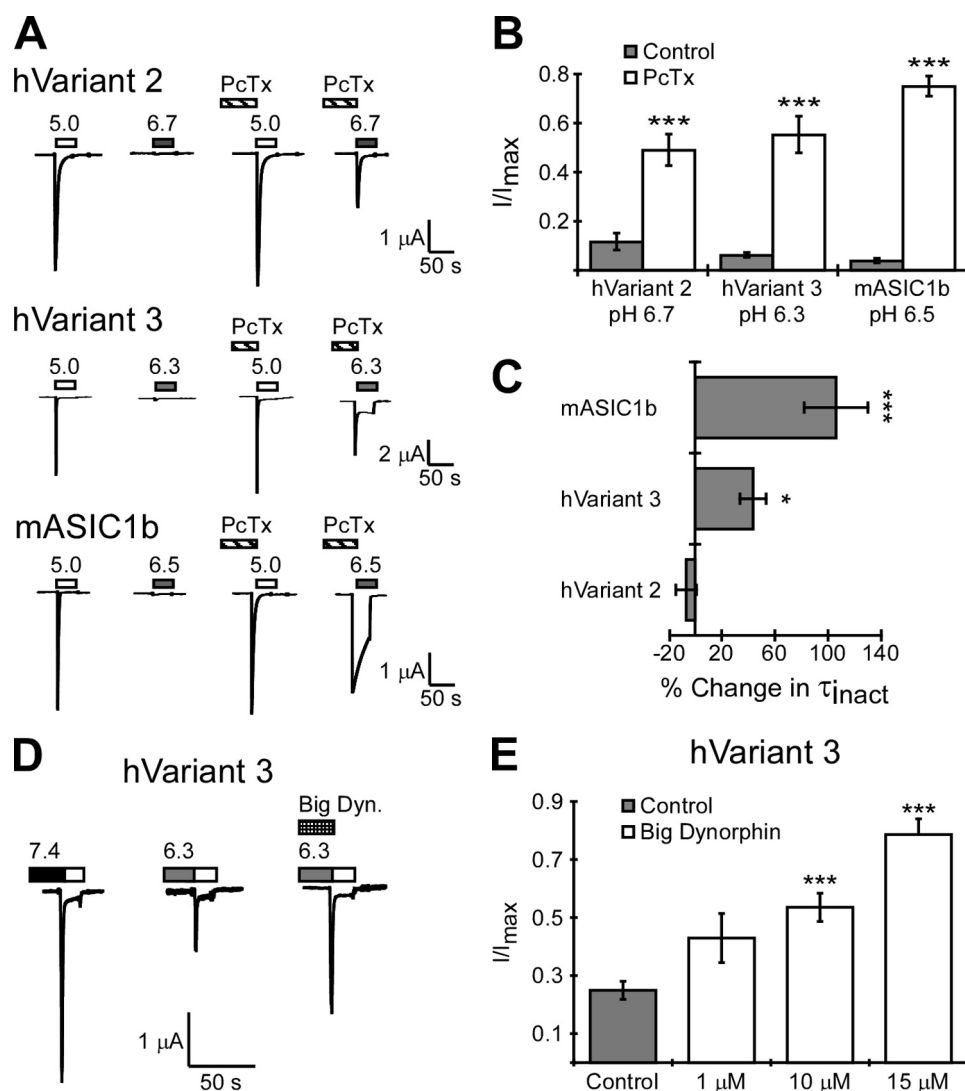 A
hVariant 2
PcTx
PcTx
5.0
6.7
5.0
6.7
1 µA
50 s
hVariant 3
PcTx
PcTx
5.0
6.3
5.0
6.3
2 µA
50 s
mASIC1b
PcTx
PcTx
5.0
6.5
5.0
6.5
1 µA
50 s
B
Control
PcTx
***
***
***
0.8
0.6
0.4
0.2
I/Imax
hVariant 2
pH 6.7
hVariant 3
pH 6.3
mASIC1b
pH 6.5
C
mASIC1b
***
hVariant 3
*
hVariant 2
-20 20 60 100 140
% Change in τinact
D
hVariant 3
Big Dyn.
7.4
6.3
6.3
1 µA
50 s
E
hVariant 3
Control
Big Dynorphin
***
***
0.9
0.7
0.5
0.3
0.1
I/Imax
Control 1 µM 10 µM 15 µM